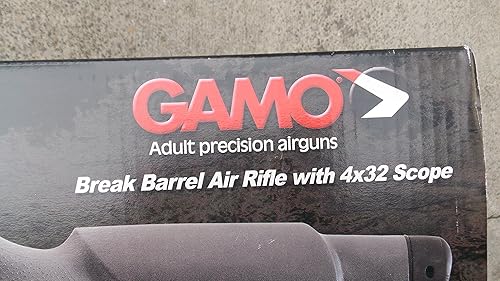 GAMO®
Adult precision airguns
Break Barrel Air Rifle with 4x32 Scope